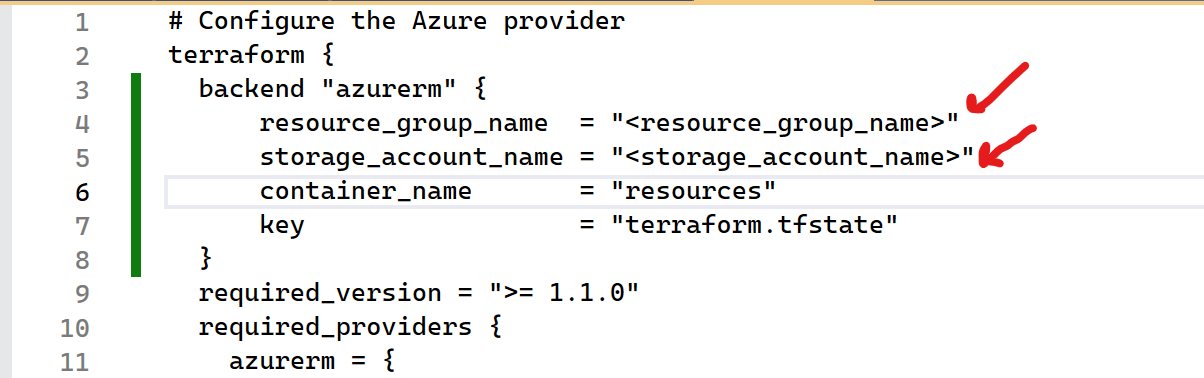 1 # Configure the Azure provider
2 terraform {
3   backend "azurerm" {
4       resource_group_name  = "<resource_group_name>"
5       storage_account_name = "<storage_account_name>"
6       container_name       = "resources"
7       key                  = "terraform.tfstate"
8   }
9   required_version = ">= 1.1.0"
10   required_providers {
11     azurerm = {